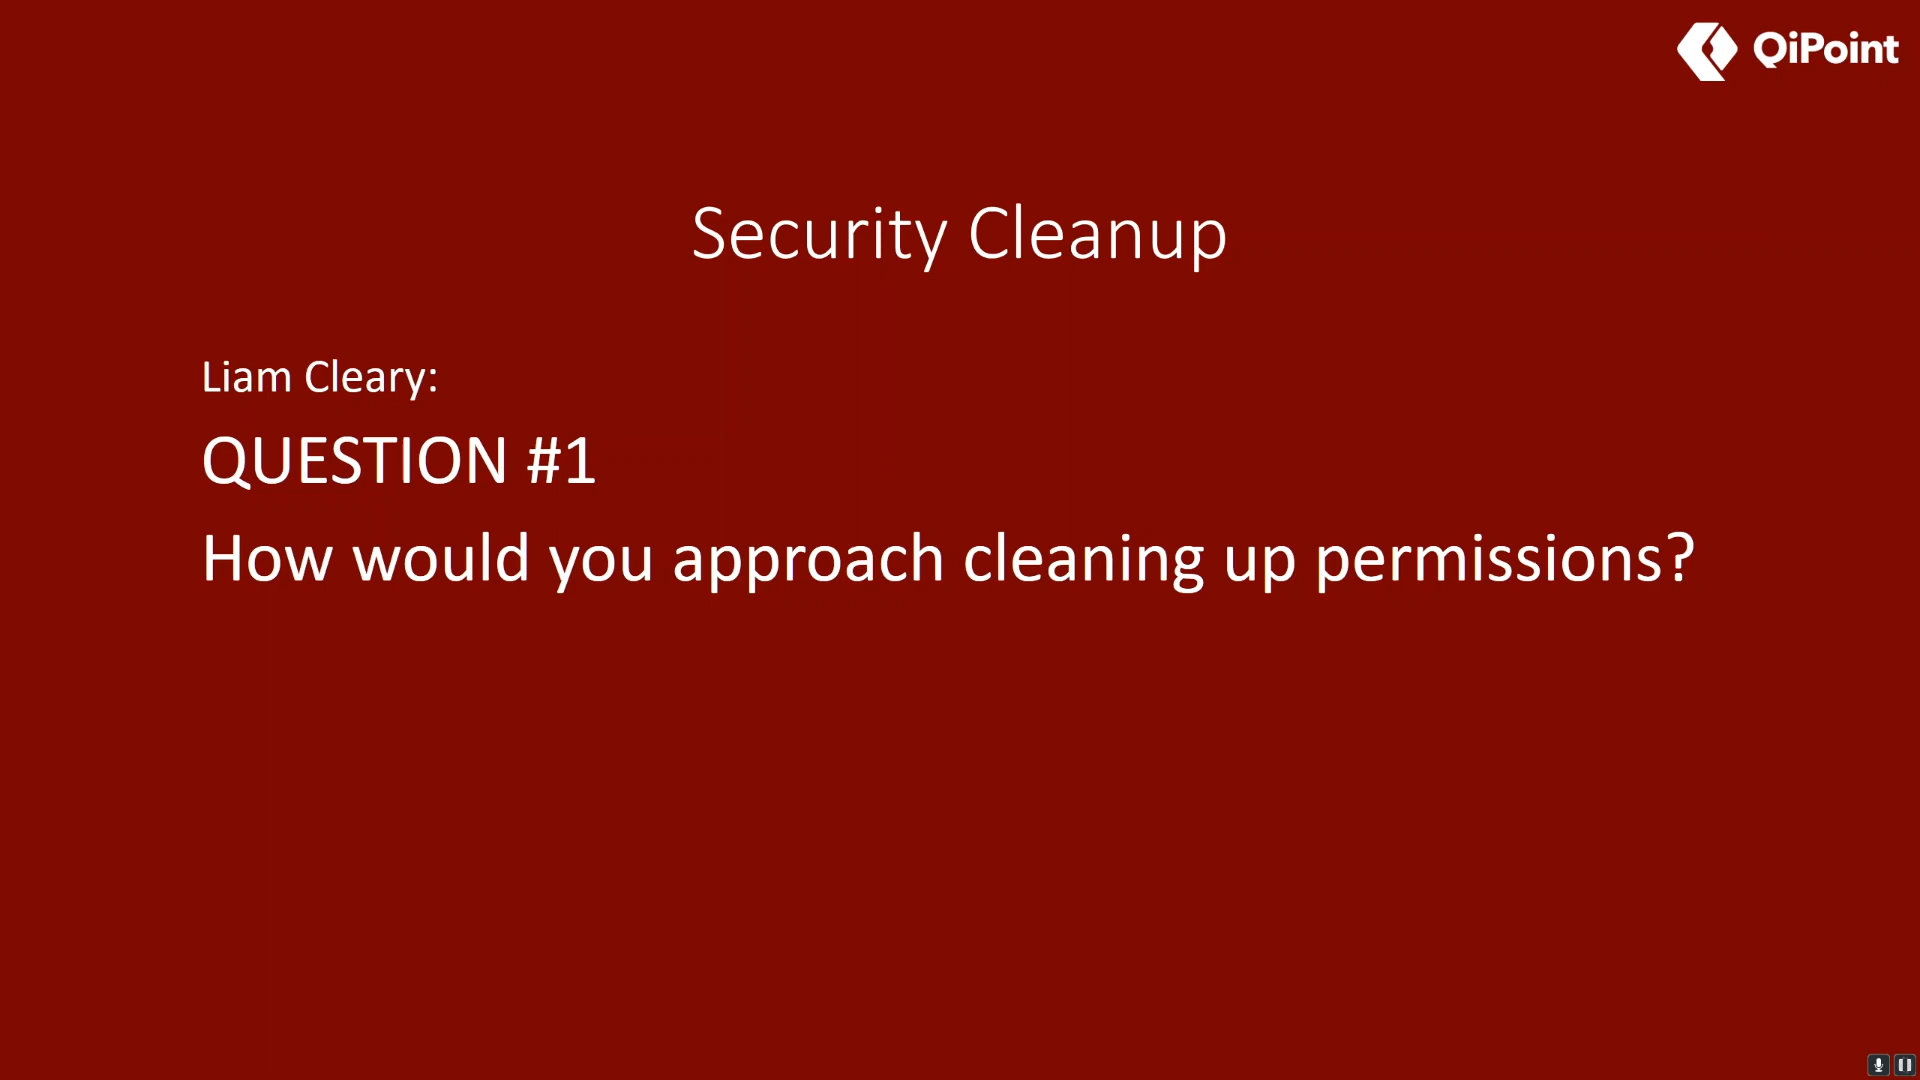 QiPoint
Security Cleanup
Liam Cleary:
QUESTION #1
How would you approach cleaning up permissions?